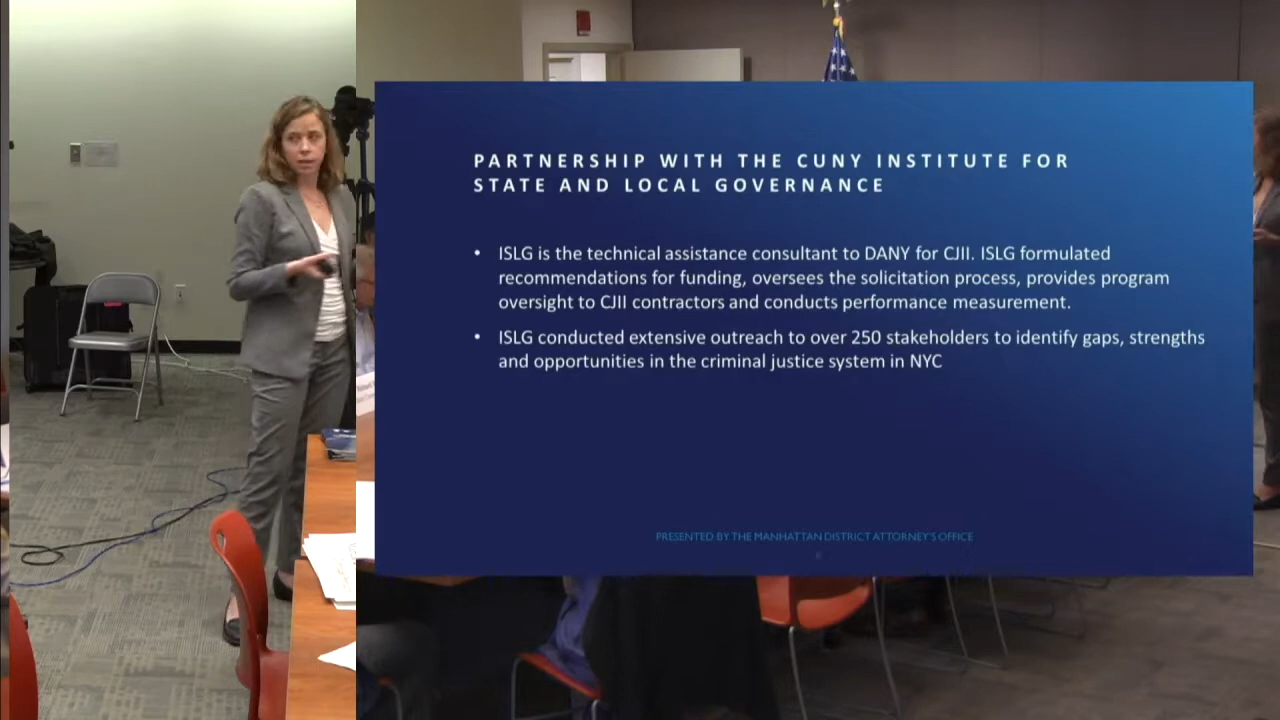 PARTNERSHIP WITH THE CUNY INSTITUTE FOR
STATE AND LOCAL GOVERNANCE
• ISLG is the technical assistance consultant to DANY for CJII. ISLG formulated
recommendations for funding, oversees the solicitation process, provides program
oversight to CJII contractors and conducts performance measurement.
• ISLG conducted extensive outreach to over 250 stakeholders to identify gaps, strengths
and opportunities in the criminal justice system in NYC
PRESENTED BY THE MANHATTAN DISTRICT ATTORNEY'S OFFICE